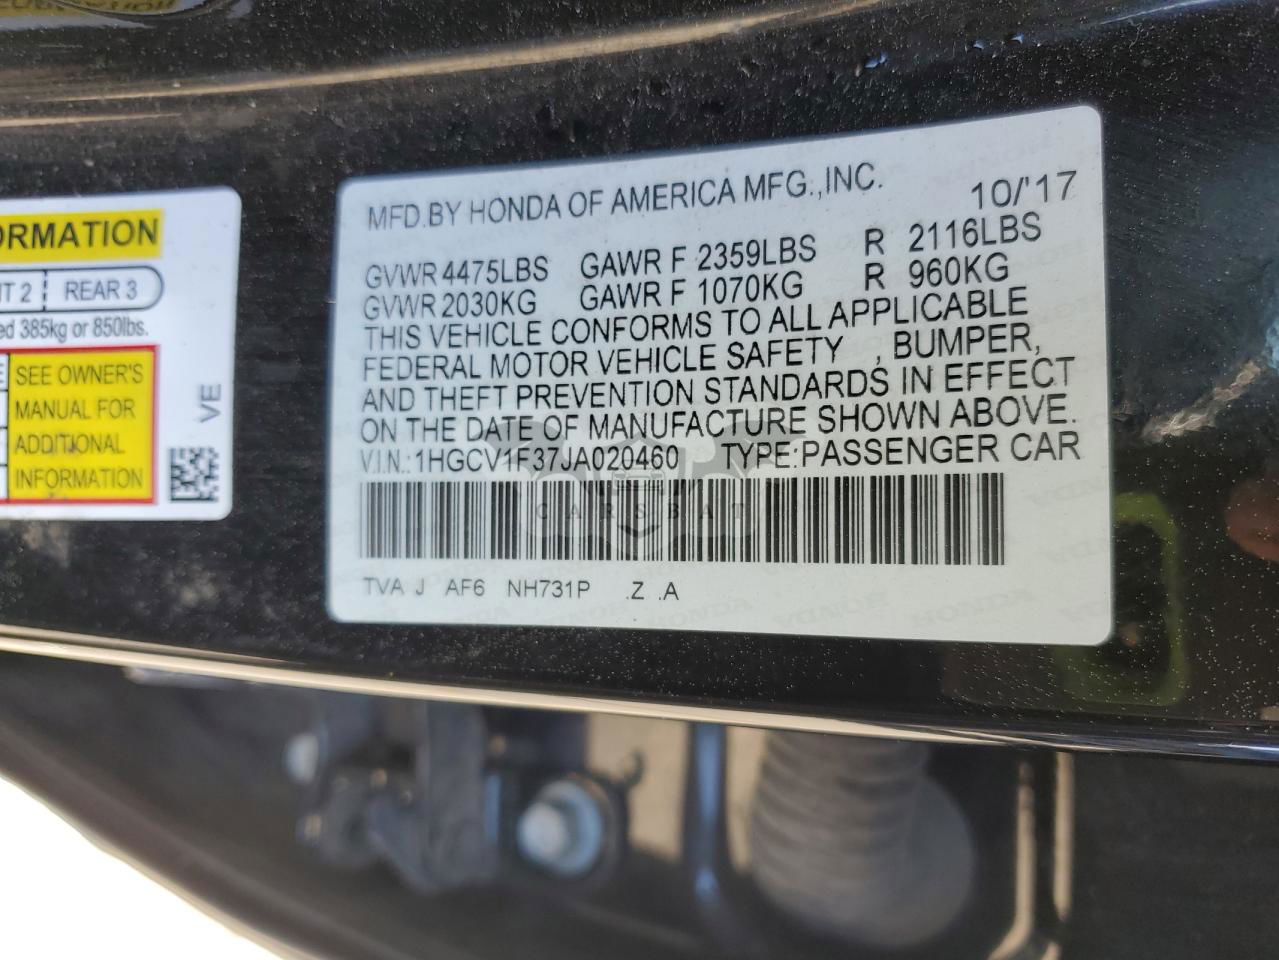 MFD.BY HONDA OF AMERICA MFG.,INC. 10/'17
GVWR 4475LBS GAWR F 2359LBS R 2116LBS
GVWR 2030KG GAWR F 1070KG R 960KG
THIS VEHICLE CONFORMS TO ALL APPLICABLE
FEDERAL MOTOR VEHICLE SAFETY , BUMPER,
AND THEFT PREVENTION STANDARDS IN EFFECT
ON THE DATE OF MANUFACTURE SHOWN ABOVE.
V.I.N.:1HGCV1F37JA020460 TYPE:PASSENGER CAR
CARSBAT
TVA J AF6 NH731P .Z .A
REAR 3
385kg or 850lbs.
SEE OWNER'S
MANUAL FOR
ADDITIONAL
INFORMATION
VE